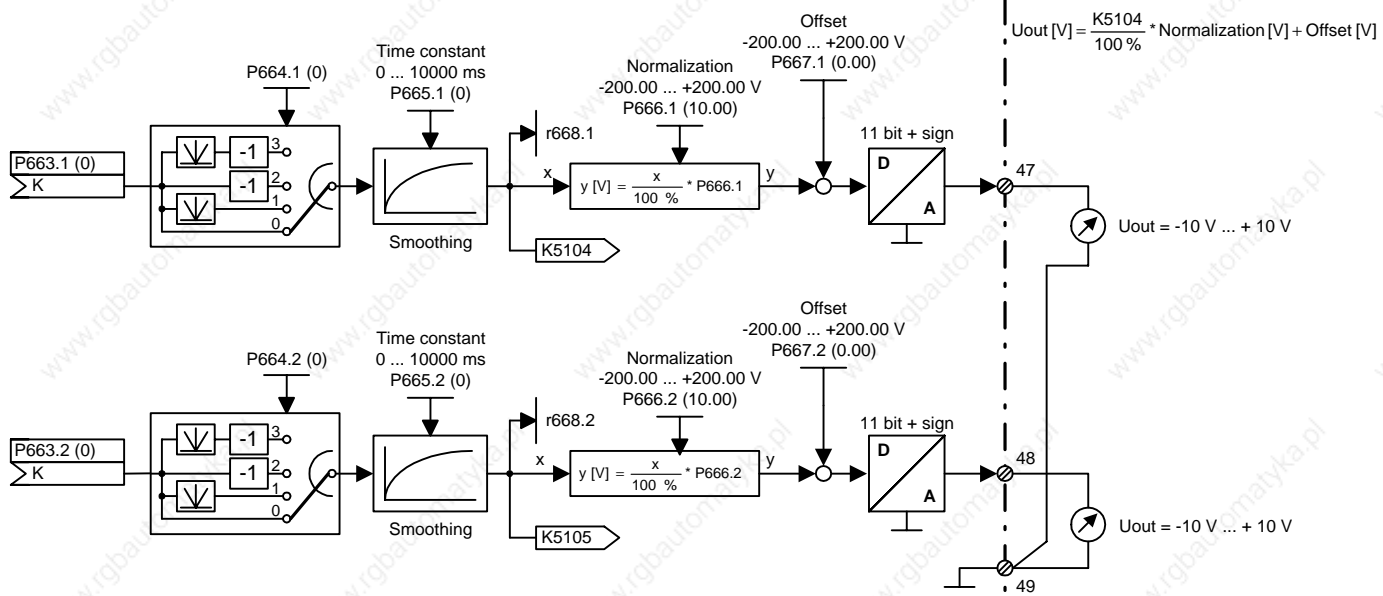 Uout [V] = K5104 / 100 % * Normalization [V] + Offset [V]
Offset
-200.00 ... +200.00 V
P667.1 (0.00)
Time constant
0 ... 10000 ms
P665.1 (0)
Normalization
-200.00 ... +200.00 V
P666.1 (10.00)
P664.1 (0)
r668.1
11 bit + sign
P663.1 (0)
K
-1
3
-1
2
1
0
x
y [V] = x / 100 % * P666.1
y
D
A
47
Uout = -10 V ... + 10 V
Smoothing
K5104
Offset
-200.00 ... +200.00 V
P667.2 (0.00)
Time constant
0 ... 10000 ms
P665.2 (0)
Normalization
-200.00 ... +200.00 V
P666.2 (10.00)
P664.2 (0)
r668.2
11 bit + sign
P663.2 (0)
K
-1
3
-1
2
1
0
x
y [V] = x / 100 % * P666.2
y
D
A
48
Uout = -10 V ... + 10 V
Smoothing
K5105
49
www.rgbautomatyka.pl